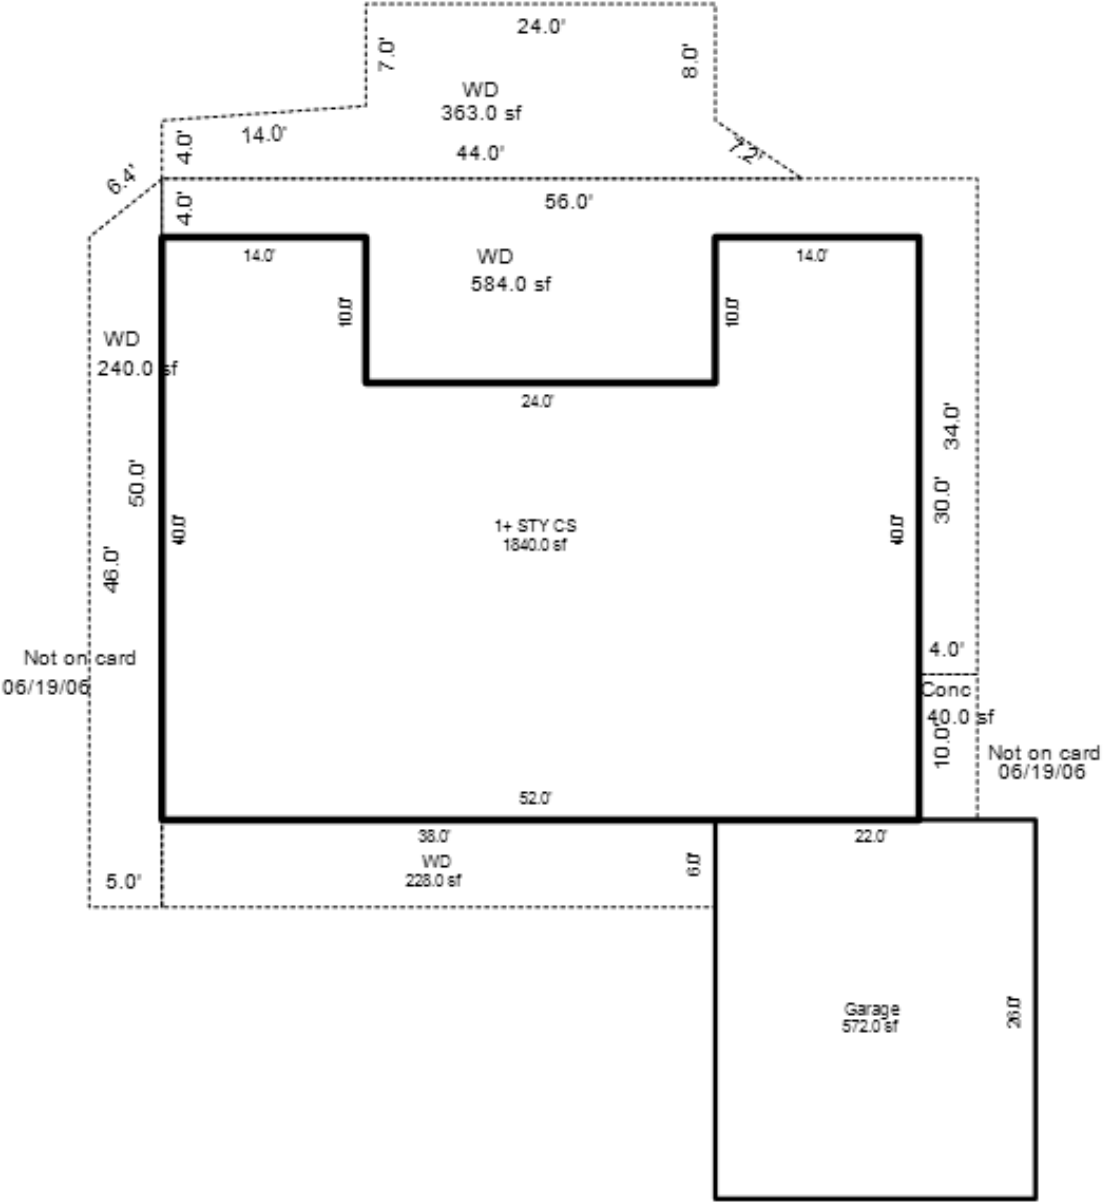 24.0'
7.0'
8.0'
WD
363.0 sf
4.0'
14.0'
44.0'
7.2'
6.4'
4.0'
56.0'
14.0'
WD
584.0 sf
14.0'
10.0'
10.0'
WD
240.0 sf
24.0'
34.0'
50.0'
30.0'
40.0'
1+ STY CS
1840.0 sf
40.0'
46.0'
4.0'
Not on card
06/19/06
Conc
40.0 sf
10.0'
Not on card
06/19/06
52.0'
38.0'
22.0'
WD
228.0 sf
6.0'
5.0'
Garage
572.0 sf
26.0'